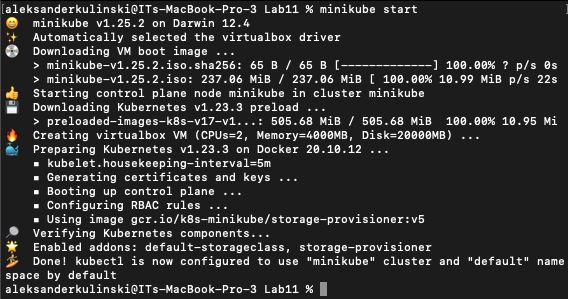 [aleksanderkulinski@ITs-MacBook-Pro-3 Lab11 % minikube start
😄 minikube v1.25.2 on Darwin 12.4
✨ Automatically selected the virtualbox driver
💿 Downloading VM boot image ...
> minikube-v1.25.2.iso.sha256: 65 B / 65 B [-------------] 100.00% ? p/s 0s
> minikube-v1.25.2.iso: 237.06 MiB / 237.06 MiB [ 100.00% 10.99 MiB p/s 22s
👍 Starting control plane node minikube in cluster minikube
💾 Downloading Kubernetes v1.23.3 preload ...
> preloaded-images-k8s-v17-v1...: 505.68 MiB / 505.68 MiB 100.00% 10.95 Mi
🔥 Creating virtualbox VM (CPUs=2, Memory=4000MB, Disk=20000MB) ...
🐳 Preparing Kubernetes v1.23.3 on Docker 20.10.12 ...
▪ kubelet.housekeeping-interval=5m
▪ Generating certificates and keys ...
▪ Booting up control plane ...
▪ Configuring RBAC rules ...
▪ Using image gcr.io/k8s-minikube/storage-provisioner:v5
🔎 Verifying Kubernetes components...
🌟 Enabled addons: default-storageclass, storage-provisioner
🏄 Done! kubectl is now configured to use "minikube" cluster and "default" name
space by default
aleksanderkulinski@ITs-MacBook-Pro-3 Lab11 %